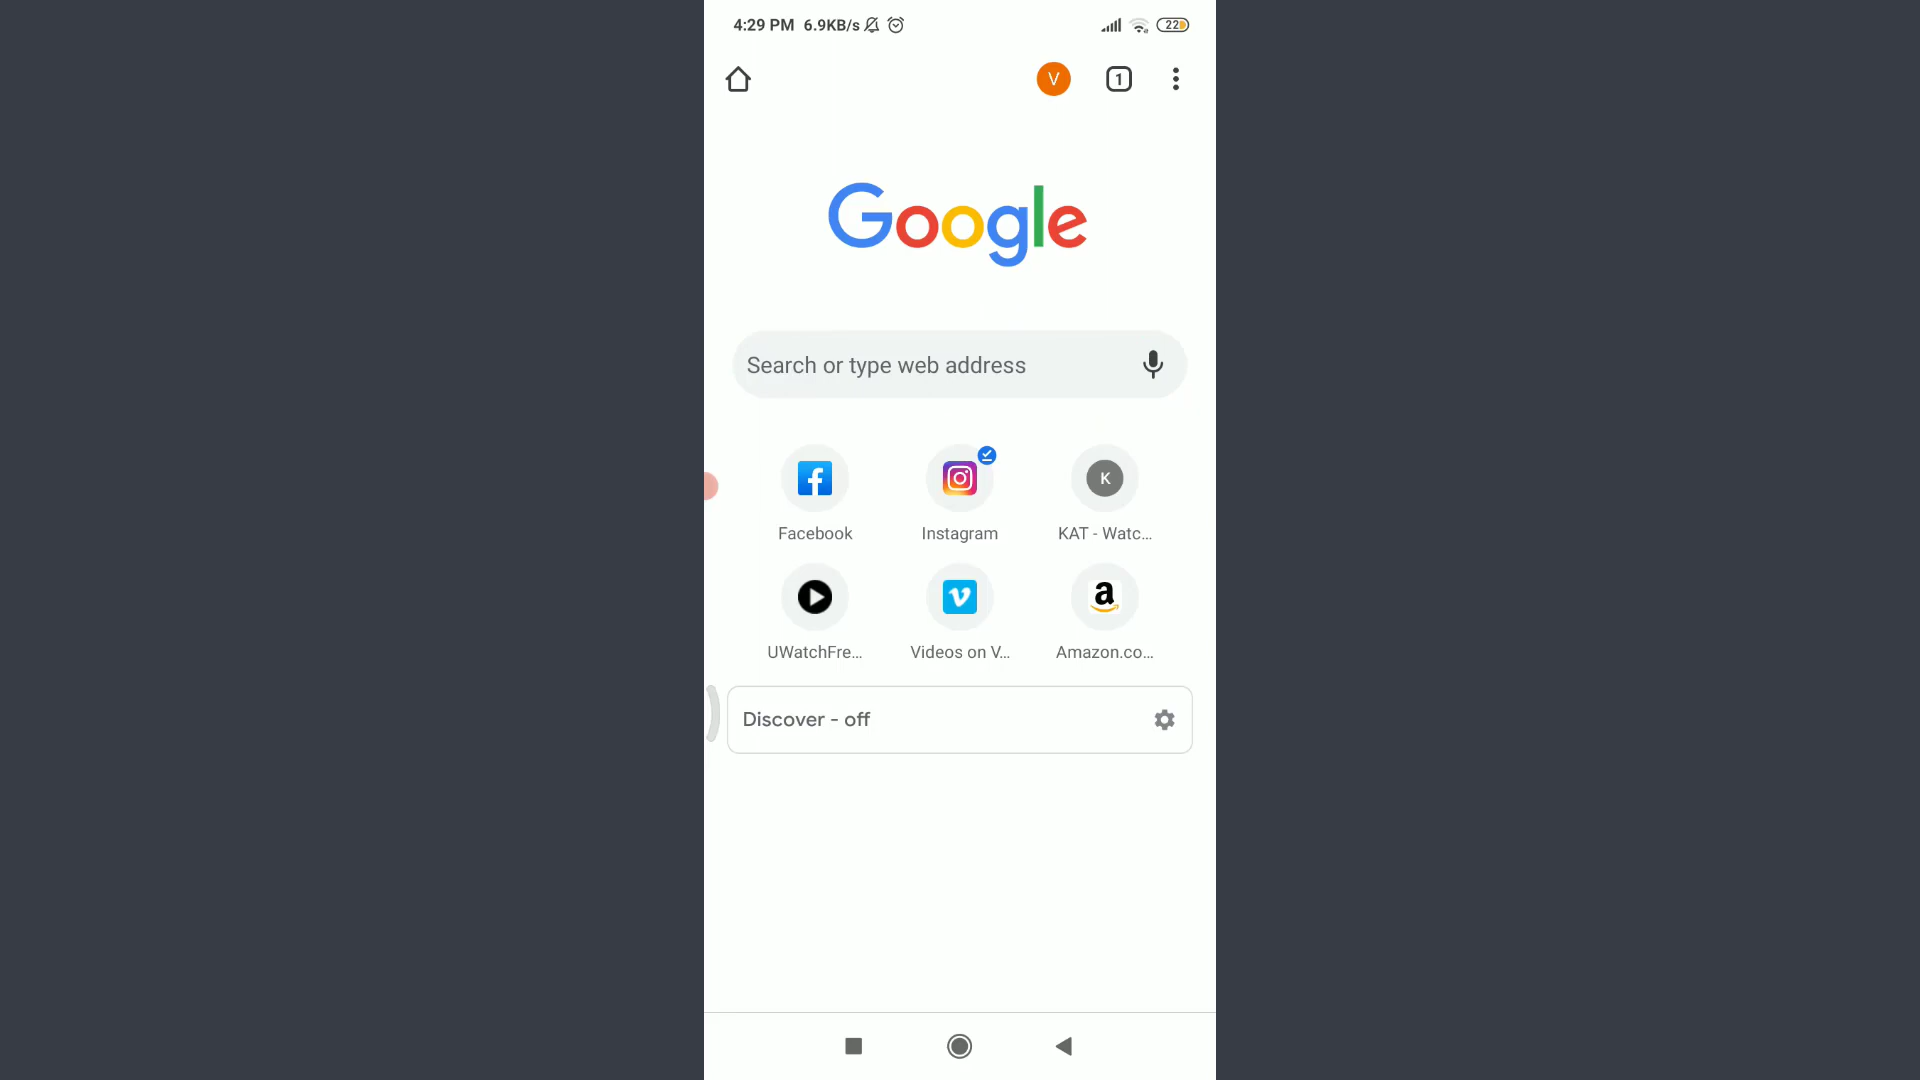 4:29 PM 6.9KB/s 22
V 1
Google
Search or type web address
K
Facebook Instagram KAT - Watc...
a
UWatchFre... Videos on V... Amazon.co...
Discover - off